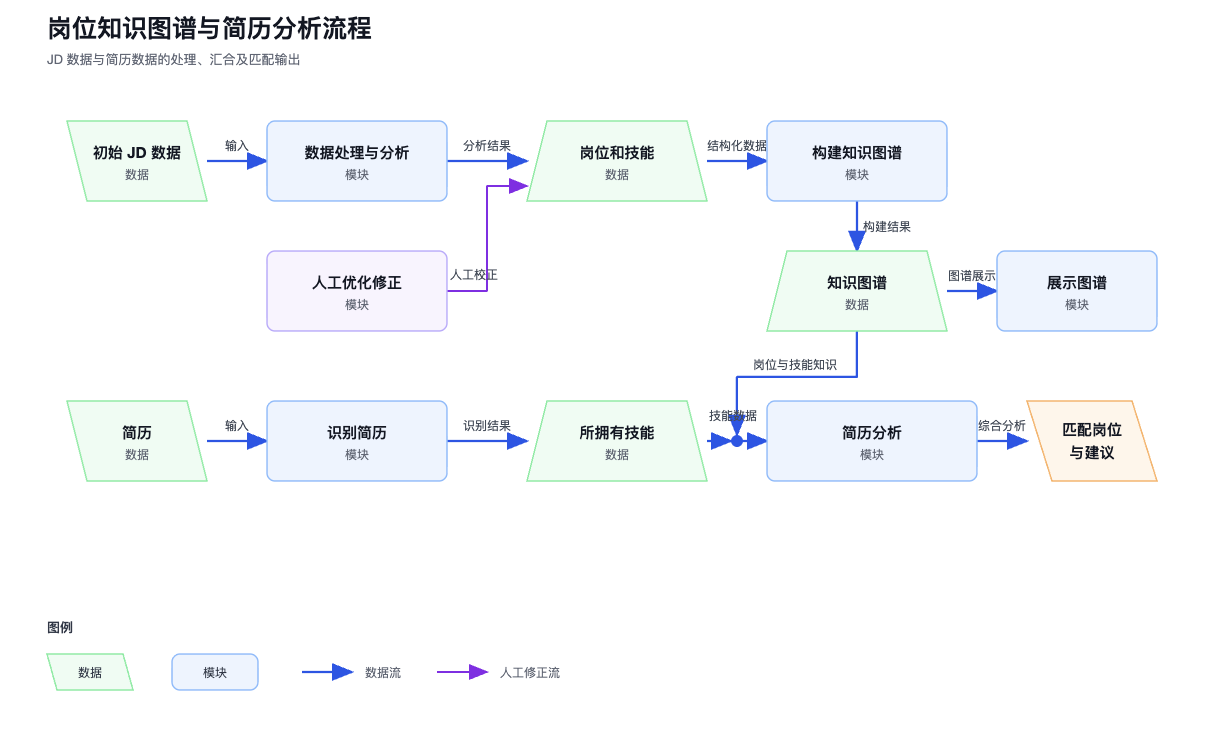 岗位知识图谱与简历分析流程
JD 数据与简历数据的处理、汇合及匹配输出
初始 JD 数据
数据
输入
数据处理与分析
模块
分析结果
岗位和技能
数据
结构化数据
构建知识图谱
模块
构建结果
人工优化修正
模块
人工校正
知识图谱
数据
图谱展示
展示图谱
模块
岗位与技能知识
简历
数据
输入
识别简历
模块
识别结果
所拥有技能
数据
技能数据
简历分析
模块
综合分析
匹配岗位
与建议
图例
数据
模块
数据流
人工修正流